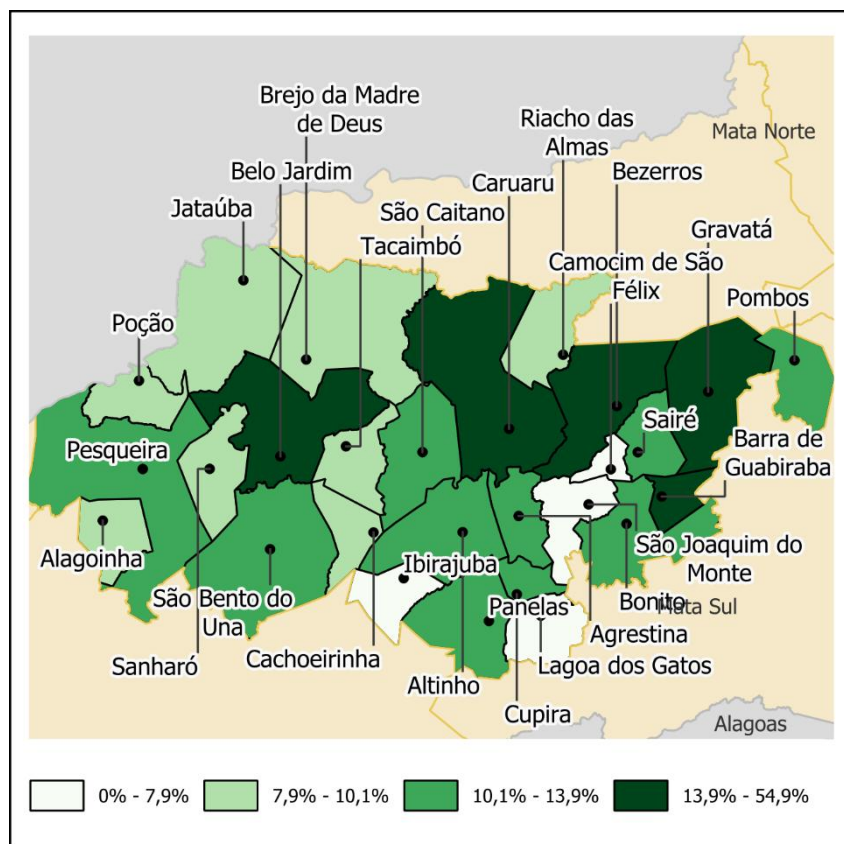 Brejo da Madre
de Deus
Riacho das
Almas
Mata Norte
Belo Jardim
Caruaru
Bezerros
Jataúba
São Caitano
Gravatá
Tacaimbó
Camocim de São
Félix
Pombos
Poção
Sairé
Pesqueira
Barra de
Guabiraba
Alagoinha
Ibirajuba
São Joaquim do
Monte
São Bento do
Una
Panelas
Bonito
Mata Sul
Agrestina
Sanharó
Cachoeirinha
Lagoa dos Gatos
Altinho
Cupira
Alagoas
0% - 7,9%
7,9% - 10,1%
10,1% - 13,9%
13,9% - 54,9%